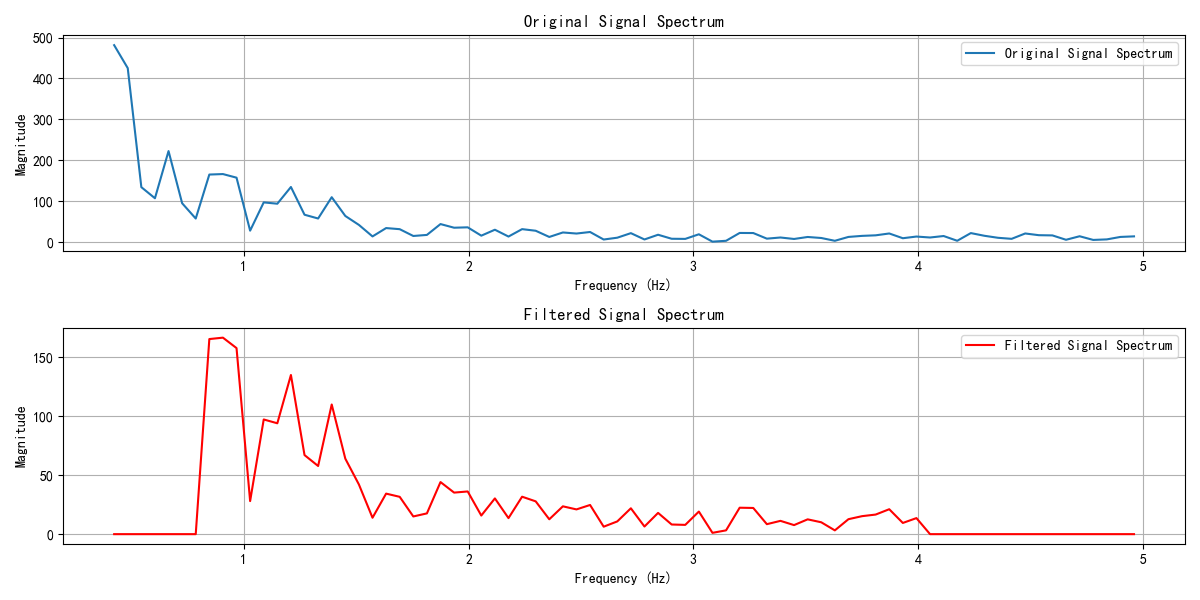 Original Signal Spectrum
Original Signal Spectrum
500
400
300
200
100
0
Magnitude
1
2
3
4
5
Frequency (Hz)
Filtered Signal Spectrum
Filtered Signal Spectrum
150
100
50
0
Magnitude
1
2
3
4
5
Frequency (Hz)